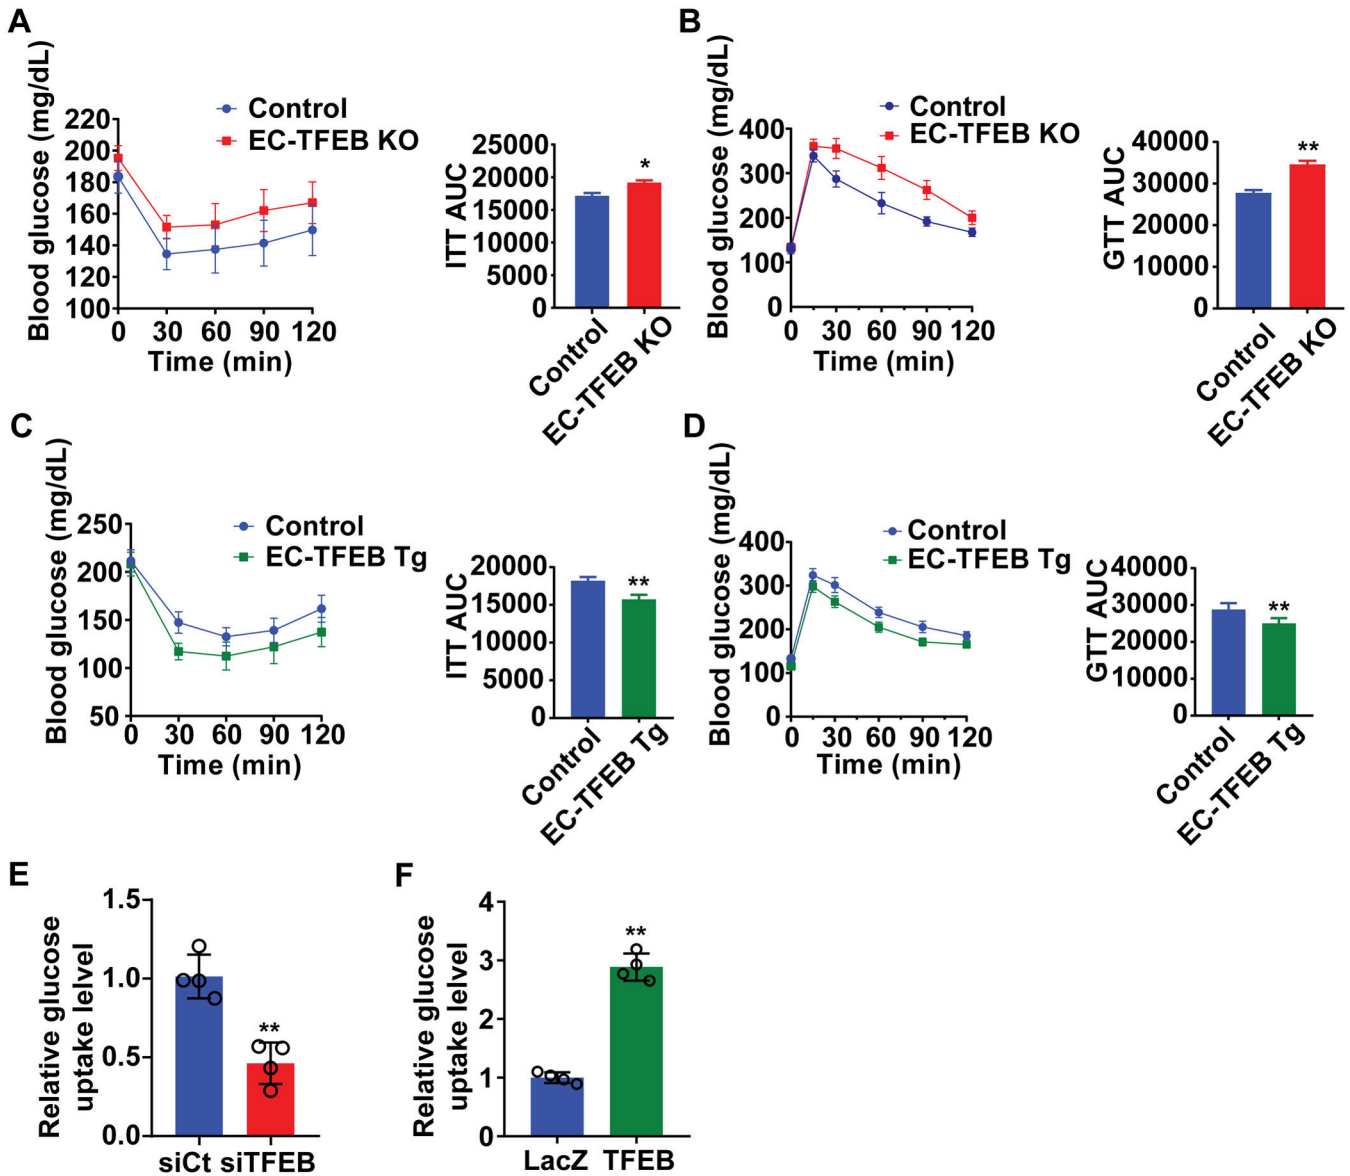 A
Blood glucose (mg/dL)
220
200
180
160
140
120
100
0 30 60 90 120
Time (min)
Control
EC-TFEB KO
ITT AUC
25000
20000
15000
10000
5000
0
*
Control
EC-TFEB KO
B
Blood glucose (mg/dL)
400
300
200
100
0
0 30 60 90 120
Time (min)
Control
EC-TFEB KO
GTT AUC
40000
30000
20000
10000
0
**
Control
EC-TFEB KO
C
Blood glucose (mg/dL)
250
200
150
100
50
0 30 60 90 120
Time (min)
Control
EC-TFEB Tg
ITT AUC
20000
15000
10000
5000
0
**
Control
EC-TFEB Tg
D
Blood glucose (mg/dL)
400
300
200
100
0
0 30 60 90 120
Time (min)
Control
EC-TFEB Tg
GTT AUC
40000
30000
20000
10000
0
**
Control
EC-TFEB Tg
E
Relative glucose
uptake lelvel
1.5
1.0
0.5
0.0
**
siCt siTFEB
F
Relative glucose
uptake lelvel
4
3
2
1
0
**
LacZ TFEB